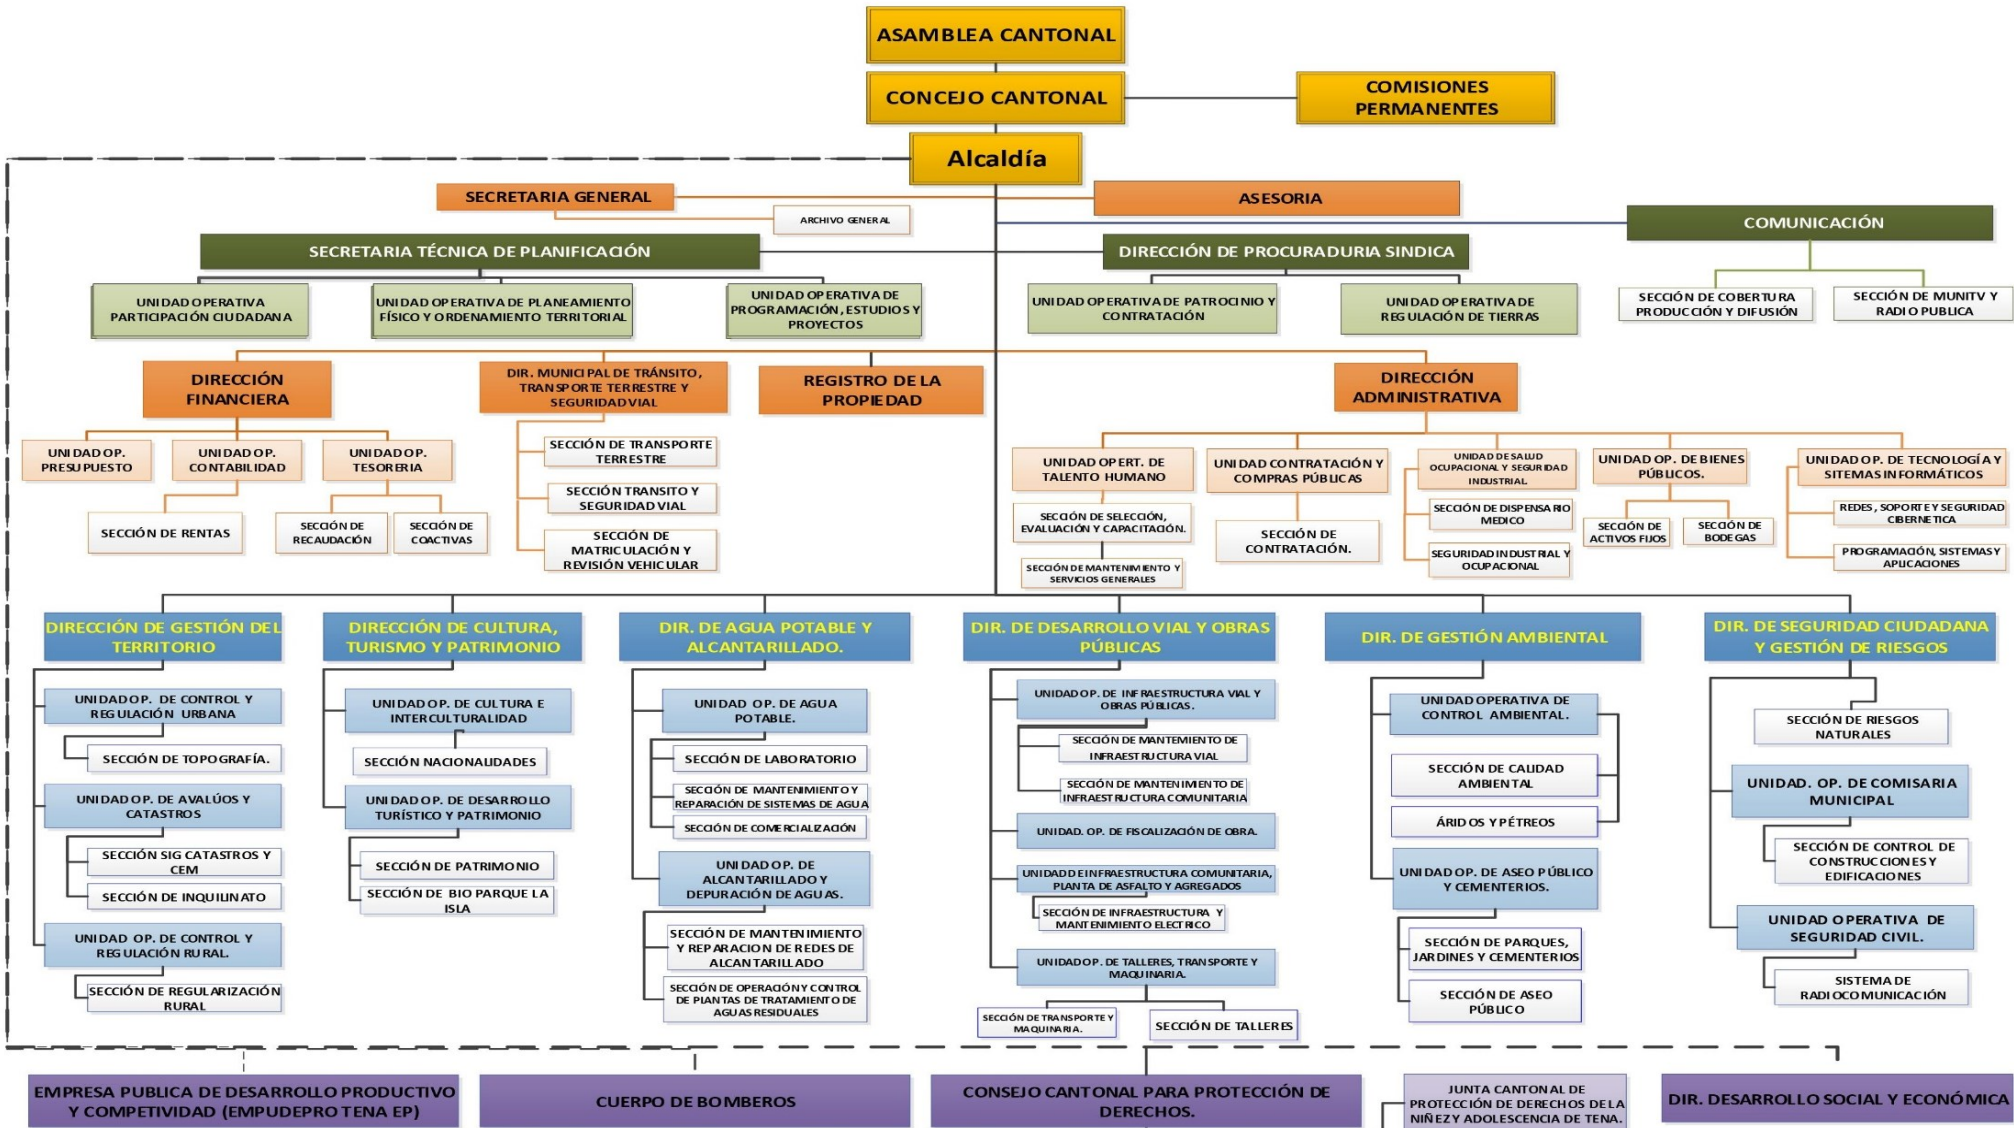 ASAMBLEA CANTONAL
CONCEJO CANTONAL
COMISIONES
PERMANENTES
Alcaldía
SECRETARIA GENERAL
ASESORIA
ARCHIVO GENERAL
COMUNICACIÓN
SECRETARIA TÉCNICA DE PLANIFICACIÓN
DIRECCIÓN DE PROCURADURIA SINDICA
UNIDAD OPERATIVA
PARTICIPACIÓN CIUDADANA
UNIDAD OPERATIVA DE PLANEAMIENTO
FÍSICO Y ORDENAMIENTO TERRITORIAL
UNIDAD OPERATIVA DE
PROGRAMACIÓN, ESTUDIOS Y
PROYECTOS
UNIDAD OPERATIVA DE PATROCINIO Y
CONTRATACIÓN
UNIDAD OPERATIVA DE
REGULACIÓN DE TIERRAS
SECCIÓN DE COBERTURA
PRODUCCIÓN Y DIFUSIÓN
SECCIÓN DE MUNITV Y
RADIO PUBLICA
DIRECCIÓN
FINANCIERA
DIR. MUNICIPAL DE TRÁNSITO,
TRANSPORTE TERRESTRE Y
SEGURIDAD VIAL
REGISTRO DE LA
PROPIEDAD
DIRECCIÓN
ADMINISTRATIVA
UNIDAD OP.
PRESUPUESTO
UNIDAD OP.
CONTABILIDAD
UNIDAD OP.
TESORERIA
SECCIÓN DE RENTAS
SECCIÓN DE
RECAUDACIÓN
SECCIÓN DE
COACTIVAS
SECCIÓN DE TRANSPORTE
TERRESTRE
SECCIÓN TRANSITO Y
SEGURIDAD VIAL
SECCIÓN DE
MATRICULACIÓN Y
REVISIÓN VEHICULAR
UNIDAD OPERT. DE
TALENTO HUMANO
SECCIÓN DE SELECCIÓN,
EVALUACIÓN Y CAPACITACIÓN.
SECCIÓN DE MANTENIMIENTO Y
SERVICIOS GENERALES
UNIDAD CONTRATACIÓN Y
COMPRAS PÚBLICAS
SECCIÓN DE
CONTRATACIÓN.
UNIDAD DE SALUD
OCUPACIONAL Y SEGURIDAD
INDUSTRIAL.
SECCIÓN DE DISPENSARIO
MEDICO
SEGURIDAD INDUSTRIAL Y
OCUPACIONAL
UNIDAD OP. DE BIENES
PÚBLICOS.
SECCIÓN DE
ACTIVOS FIJOS
SECCIÓN DE
BODEGAS
UNIDAD OP. DE TECNOLOGÍA Y
SITEMAS INFORMÁTICOS
REDES, SOPORTE Y SEGURIDAD
CIBERNETICA
PROGRAMACIÓN, SISTEMAS Y
APLICACIONES
DIRECCIÓN DE GESTIÓN DEL
TERRITORIO
UNIDAD OP. DE CONTROL Y
REGULACIÓN URBANA
SECCIÓN DE TOPOGRAFÍA.
UNIDAD OP. DE AVALÚOS Y
CATASTROS
SECCIÓN SIG CATASTROS Y
CEM
SECCIÓN DE INQUILINATO
UNIDAD OP. DE CONTROL Y
REGULACIÓN RURAL.
SECCIÓN DE REGULARIZACIÓN
RURAL
DIRECCIÓN DE CULTURA,
TURISMO Y PATRIMONIO
UNIDAD OP. DE CULTURA E
INTERCULTURALIDAD
SECCIÓN NACIONALIDADES
UNIDAD OP. DE DESARROLLO
TURÍSTICO Y PATRIMONIO
SECCIÓN DE PATRIMONIO
SECCIÓN DE BIO PARQUE LA
ISLA
DIR. DE AGUA POTABLE Y
ALCANTARILLADO.
UNIDAD OP. DE AGUA
POTABLE.
SECCIÓN DE LABORATORIO
SECCIÓN DE MANTENIMIENTO Y
REPARACIÓN DE SISTEMAS DE AGUA
SECCIÓN DE COMERCIALIZACIÓN
UNIDAD OP. DE
ALCANTARILLADO Y
DEPURACIÓN DE AGUAS.
SECCIÓN DE MANTENIMIENTO
Y REPARACION DE REDES DE
ALCANTARILLADO
SECCIÓN DE OPERACIÓN Y CONTROL
DE PLANTAS DE TRATAMIENTO DE
AGUAS RESIDUALES
DIR. DE DESARROLLO VIAL Y OBRAS
PÚBLICAS
UNIDAD OP. DE INFRAESTRUCTURA VIAL Y
OBRAS PÚBLICAS.
SECCIÓN DE MANTEMIENTO DE
INFRAESTRUCTURA VIAL
SECCIÓN DE MANTENIMIENTO DE
INFRAESTRUCTURA COMUNITARIA
UNIDAD. OP. DE FISCALIZACIÓN DE OBRA.
UNIDAD DE INFRAESTRUCTURA COMUNITARIA,
PLANTA DE ASFALTO Y AGREGADOS
SECCIÓN DE INFRAESTRUCTURA Y
MANTENIMIENTO ELECTRICO
UNIDAD OP. DE TALLERES, TRANSPORTE Y
MAQUINARIA.
SECCIÓN DE TRANSPORTE Y
MAQUINARIA.
SECCIÓN DE TALLERES
DIR. DE GESTIÓN AMBIENTAL
UNIDAD OPERATIVA DE
CONTROL AMBIENTAL.
SECCIÓN DE CALIDAD
AMBIENTAL
ÁRIDOS Y PÉTREOS
UNIDAD OP. DE ASEO PÚBLICO
Y CEMENTERIOS.
SECCIÓN DE PARQUES,
JARDINES Y CEMENTERIOS
SECCIÓN DE ASEO
PÚBLICO
DIR. DE SEGURIDAD CIUDADANA
Y GESTIÓN DE RIESGOS
SECCIÓN DE RIESGOS
NATURALES
UNIDAD. OP. DE COMISARIA
MUNICIPAL
SECCIÓN DE CONTROL DE
CONSTRUCCIONES Y
EDIFICACIONES
UNIDAD OPERATIVA DE
SEGURIDAD CIVIL.
SISTEMA DE
RADIOCOMUNICACIÓN
EMPRESA PUBLICA DE DESARROLLO PRODUCTIVO
Y COMPETIVIDAD (EMPUDEPRO TENA EP)
CUERPO DE BOMBEROS
CONSEJO CANTONAL PARA PROTECCIÓN DE
DERECHOS.
JUNTA CANTONAL DE
PROTECCIÓN DE DERECHOS DE LA
NIÑEZ Y ADOLESCENCIA DE TENA.
DIR. DESARROLLO SOCIAL Y ECONÓMICA